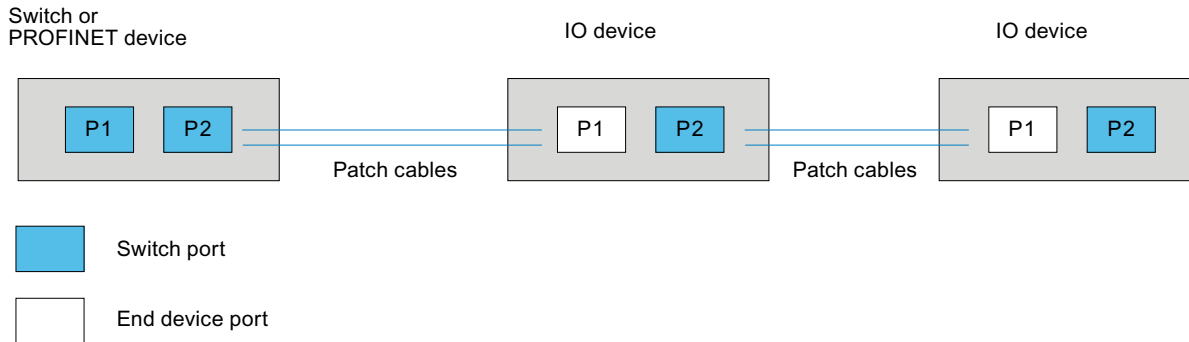 Switch or
PROFINET device
IO device
IO device
P1
P2
P1
P2
P1
P2
Patch cables
Patch cables
Switch port
End device port